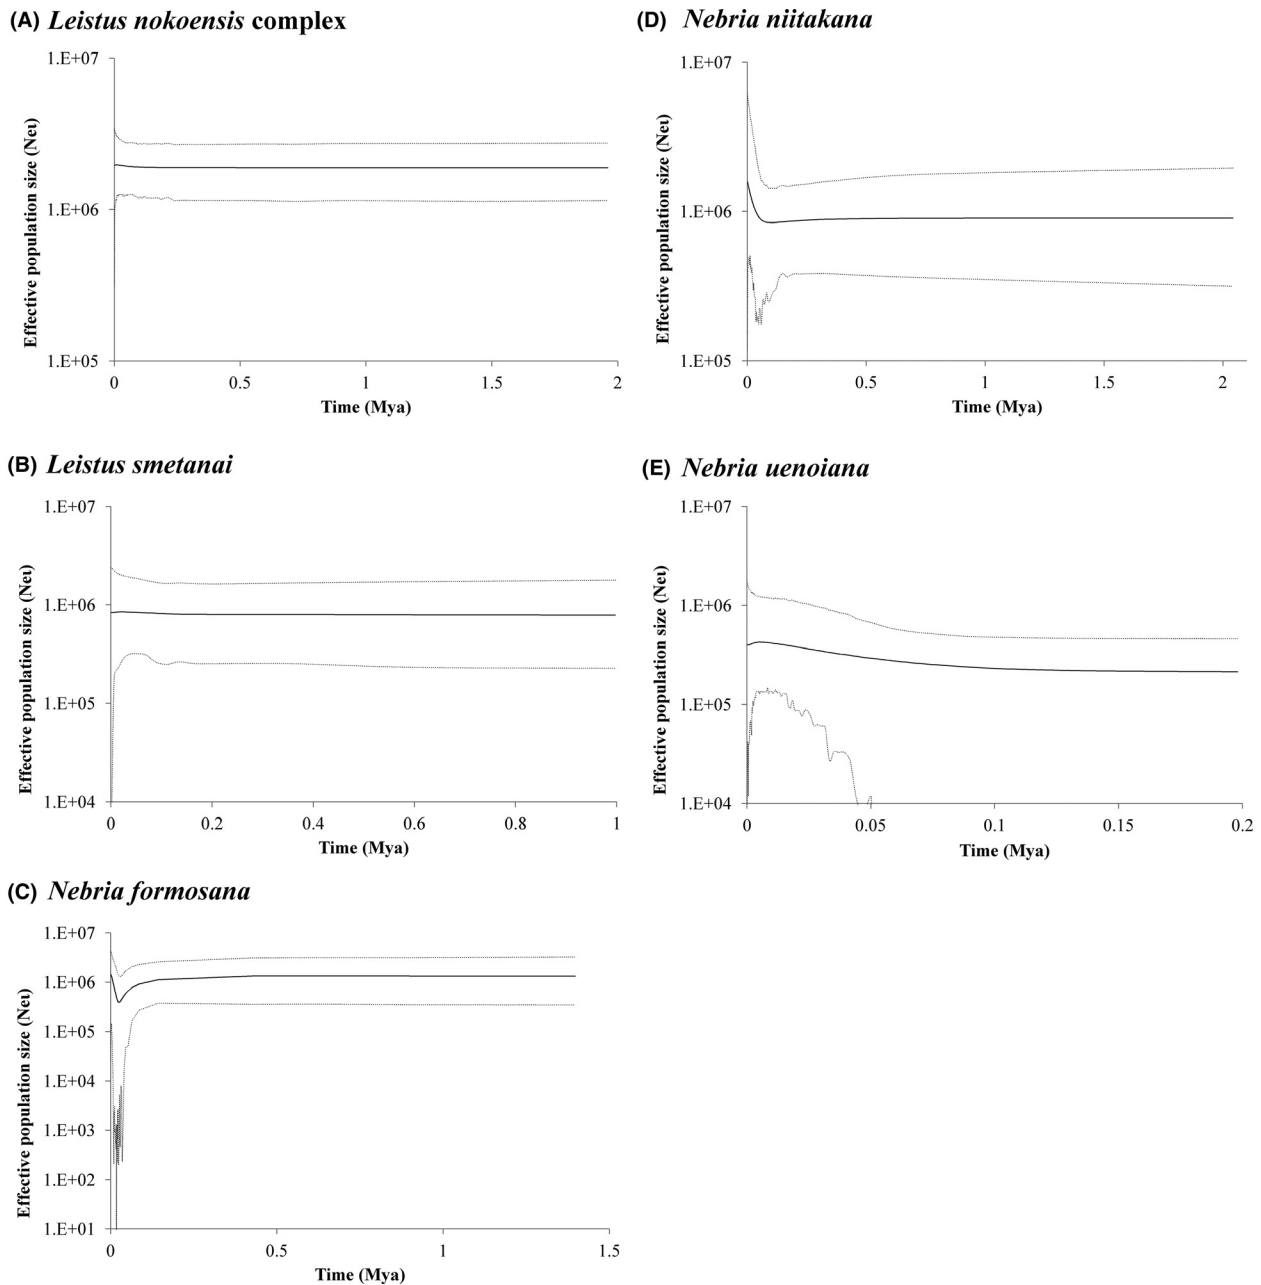 (A) Leistus nokoensis complex
1.E+07
1.E+06
1.E+05
Effective population size (Neι)
0 0.5 1 1.5 2
Time (Mya)
(D) Nebria niitakana
1.E+07
1.E+06
1.E+05
Effective population size (Neι)
0 0.5 1 1.5 2
Time (Mya)
(B) Leistus smetanai
1.E+07
1.E+06
1.E+05
1.E+04
Effective population size (Neι)
0 0.2 0.4 0.6 0.8 1
Time (Mya)
(E) Nebria uenoiana
1.E+07
1.E+06
1.E+05
1.E+04
Effective population size (Neι)
0 0.05 0.1 0.15 0.2
Time (Mya)
(C) Nebria formosana
1.E+07
1.E+06
1.E+05
1.E+04
1.E+03
1.E+02
1.E+01
Effective population size (Neι)
0 0.5 1 1.5
Time (Mya)